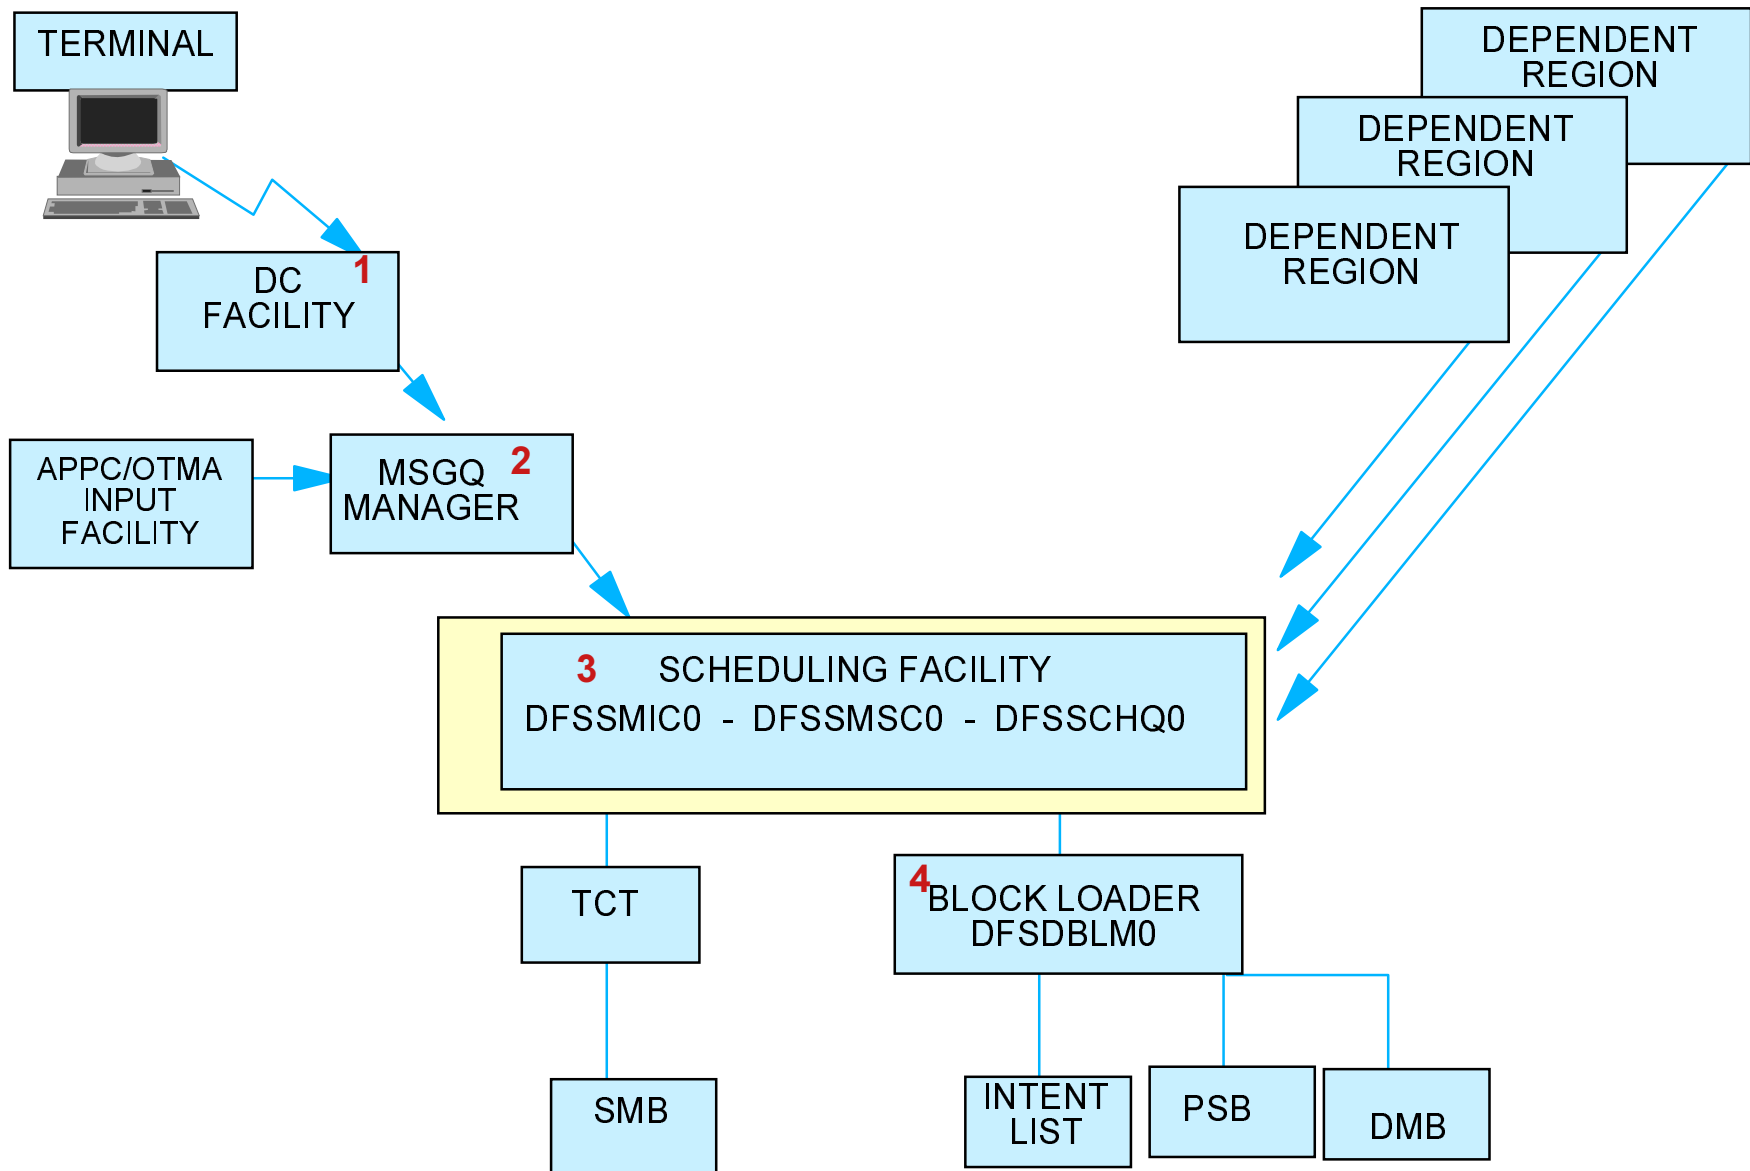 TERMINAL
DEPENDENT
REGION
DEPENDENT
REGION
DEPENDENT
REGION
1
DC
FACILITY
2
MSGQ
MANAGER
APPC/OTMA
INPUT
FACILITY
3 SCHEDULING FACILITY
DFSSMIC0 - DFSSMSC0 - DFSSCHQ0
TCT
4
BLOCK LOADER
DFSDBLM0
SMB
INTENT
LIST
PSB
DMB